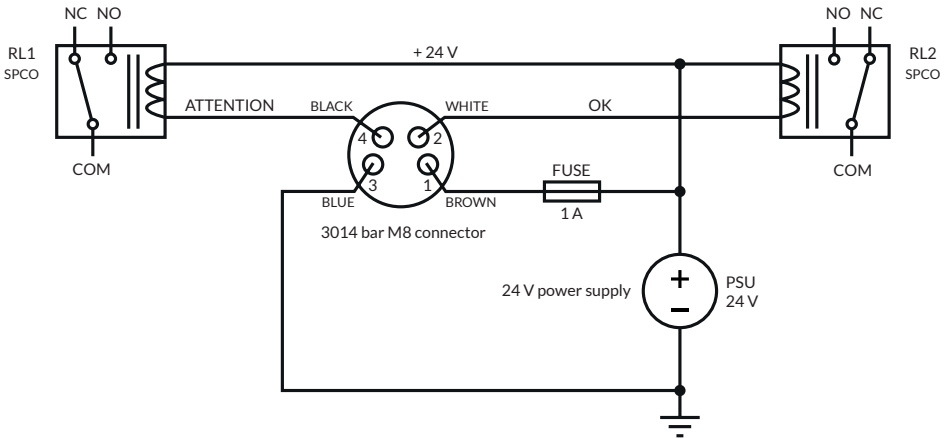 NC NO
NO NC
RL1
SPCO
+ 24 V
RL2
SPCO
ATTENTION
BLACK
WHITE
OK
4
2
COM
COM
3
1
FUSE
BLUE
BROWN
1 A
3014 bar M8 connector
24 V power supply
+
–
PSU
24 V